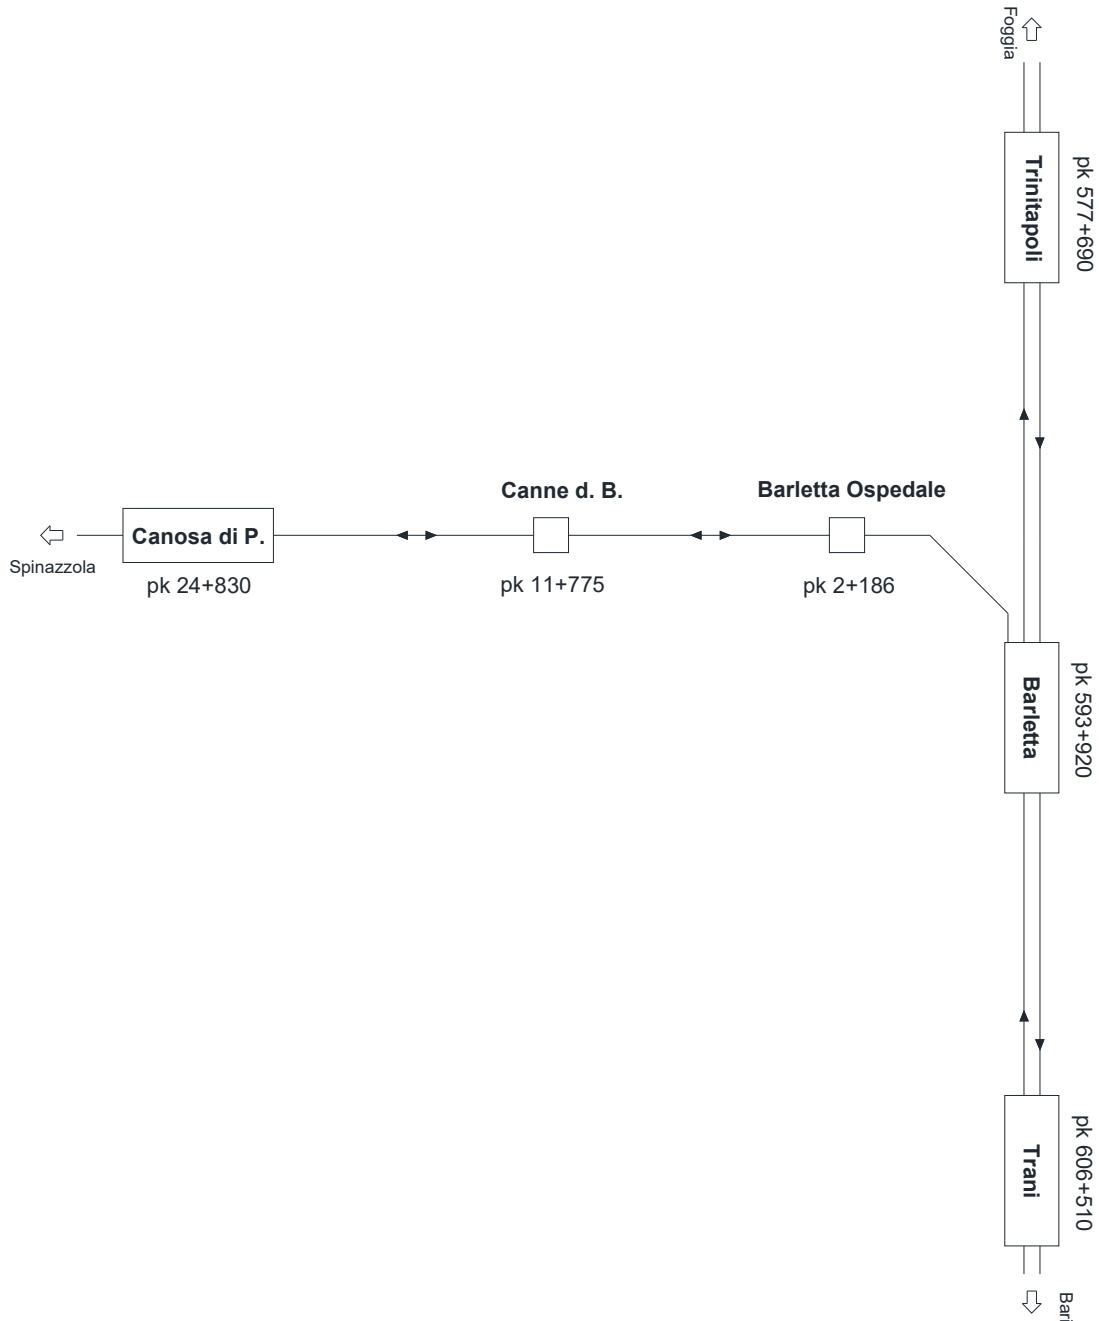 Foggia
Trinitapoli
pk 577+690
Canne d. B.
Barletta Ospedale
Canosa di P.
Spinazzola
pk 24+830
pk 11+775
pk 2+186
Barletta
pk 593+920
Trani
pk 606+510
Bari